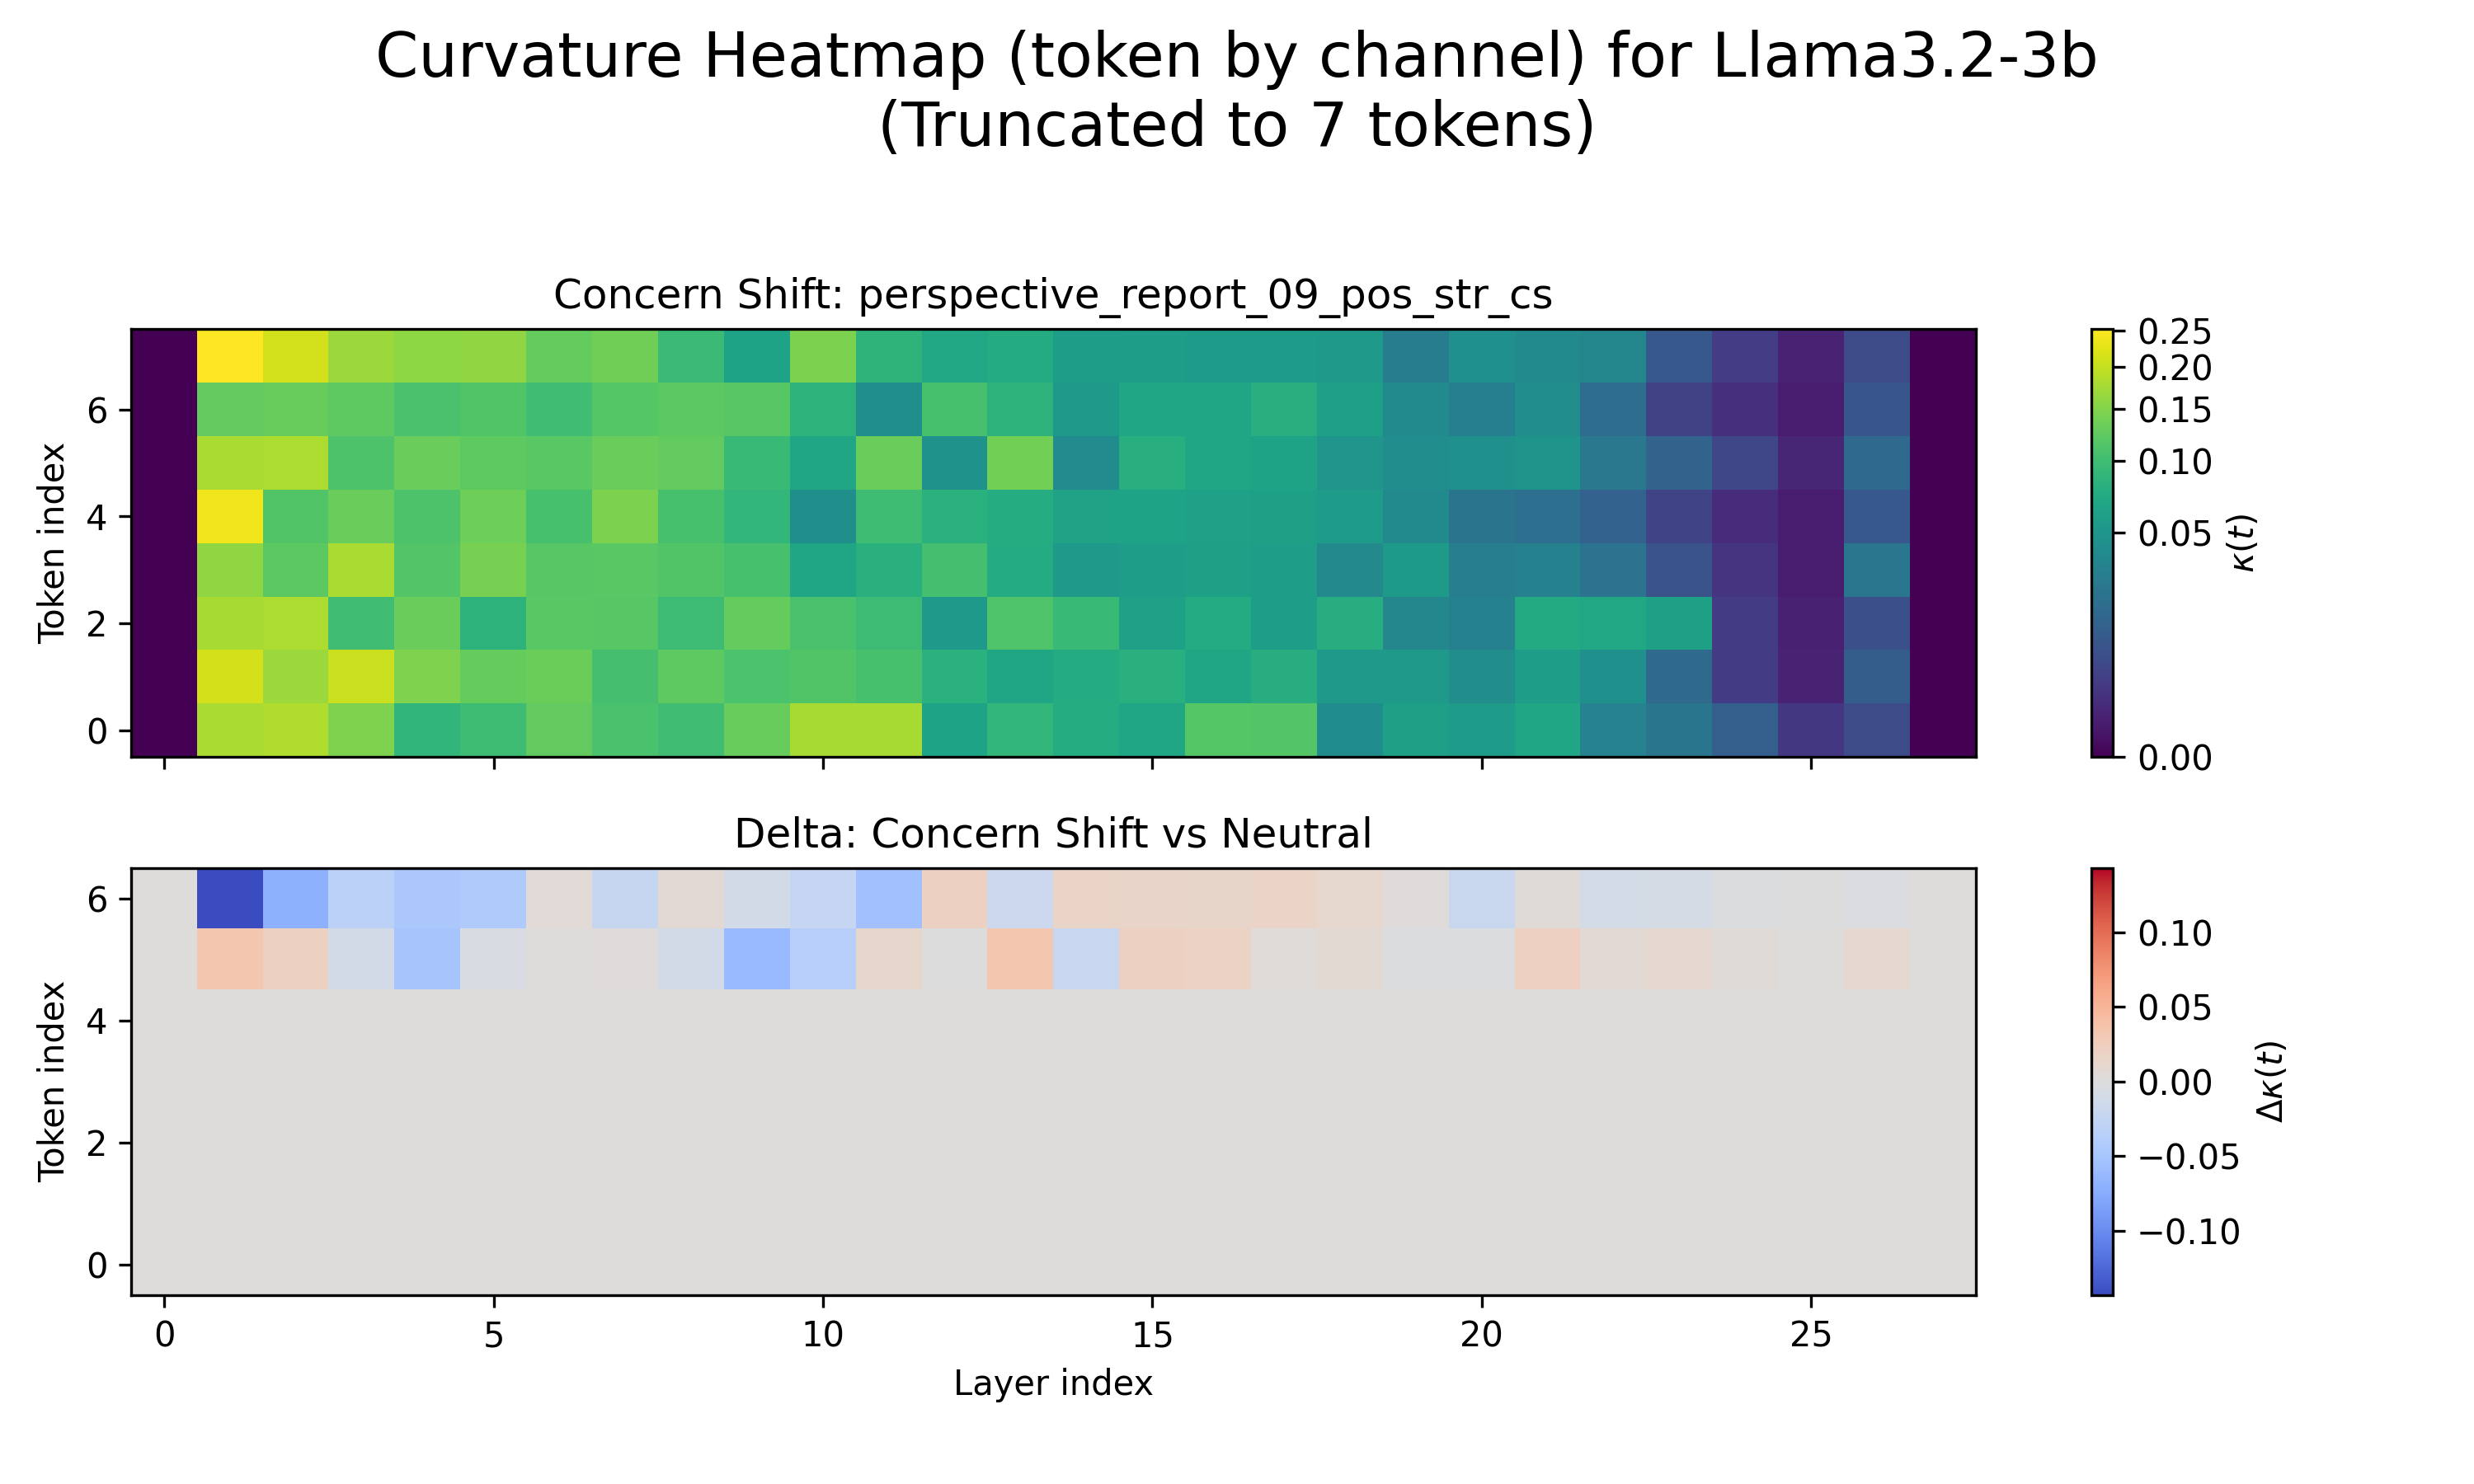 Curvature Heatmap (token by channel) for Llama3.2-3b
(Truncated to 7 tokens)
Concern Shift: perspective_report_09_pos_str_cs
Token index
6
4
2
0
0.25
0.20
0.15
0.10
0.05
0.00
κ(t)
Delta: Concern Shift vs Neutral
Token index
6
4
2
0
0.10
0.05
0.00
−0.05
−0.10
Δκ(t)
0 5 10 15 20 25
Layer index